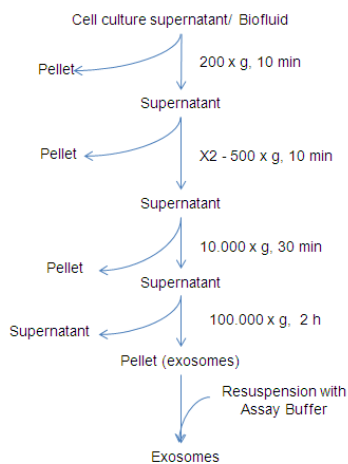 Cell culture supernatant/ Biofluid
200 x g, 10 min
Pellet
Supernatant
X2 - 500 x g, 10 min
Pellet
Supernatant
10.000 x g, 30 min
Pellet
Supernatant
100.000 x g, 2 h
Supernatant
Pellet (exosomes)
Resuspension with
Assay Buffer
Exosomes